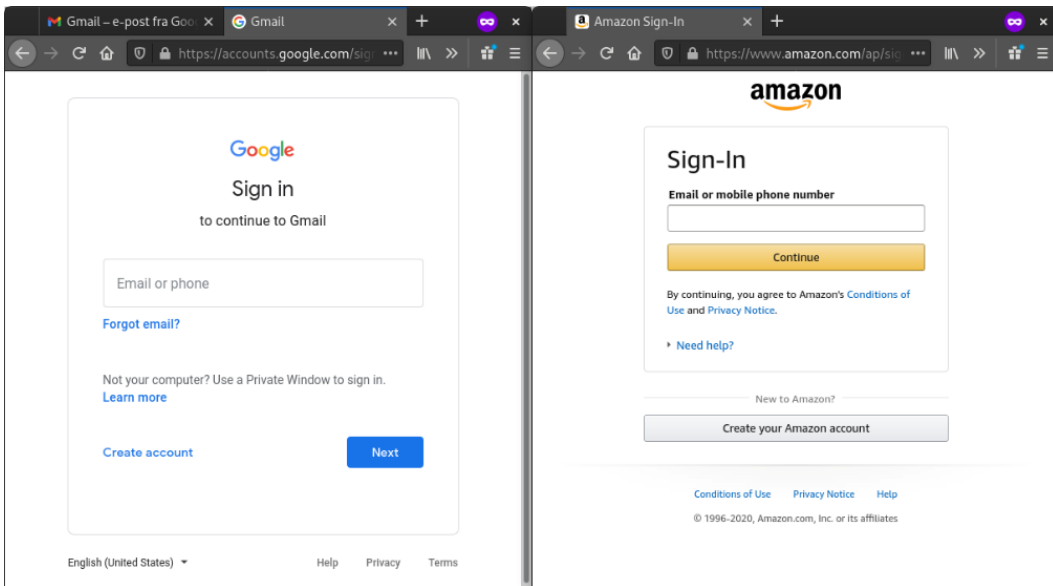 Gmail – e-post fra Goo
Gmail
https://accounts.google.com/sig
Google
Sign in
to continue to Gmail
Email or phone
Forgot email?
Not your computer? Use a Private Window to sign in.
Learn more
Create account
Next
English (United States)
Help
Privacy
Terms
Amazon Sign-In
https://www.amazon.com/ap/sig
amazon
Sign-In
Email or mobile phone number
Continue
By continuing, you agree to Amazon's Conditions of
Use and Privacy Notice.
Need help?
New to Amazon?
Create your Amazon account
Conditions of Use
Privacy Notice
Help
© 1996-2020, Amazon.com, Inc. or its affiliates